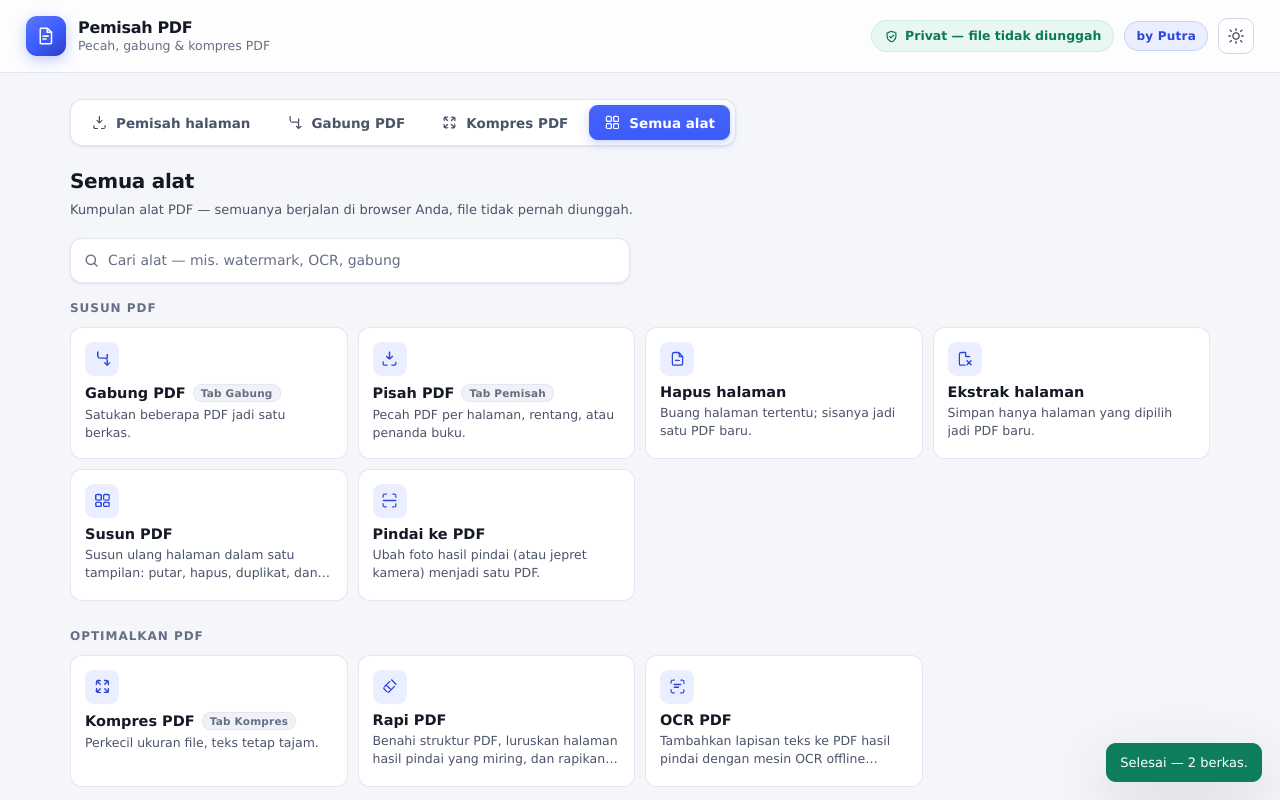 Pemisah PDF
Pecah, gabung & kompres PDF
Privat — file tidak diunggah
by Putra
Pemisah halaman
Gabung PDF
Kompres PDF
Semua alat
Semua alat
Kumpulan alat PDF — semuanya berjalan di browser Anda, file tidak pernah diunggah.
Cari alat — mis. watermark, OCR, gabung
SUSUN PDF
Gabung PDF Tab Gabung
Satukan beberapa PDF jadi satu
berkas.
Pisah PDF Tab Pemisah
Pecah PDF per halaman, rentang, atau
penanda buku.
Hapus halaman
Buang halaman tertentu; sisanya jadi
satu PDF baru.
Ekstrak halaman
Simpan hanya halaman yang dipilih
jadi PDF baru.
Susun PDF
Susun ulang halaman dalam satu
tampilan: putar, hapus, duplikat, dan...
Pindai ke PDF
Ubah foto hasil pindai (atau jepret
kamera) menjadi satu PDF.
OPTIMALKAN PDF
Kompres PDF Tab Kompres
Perkecil ukuran file, teks tetap tajam.
Rapi PDF
Benahi struktur PDF, luruskan halaman
hasil pindai yang miring, dan rapikan...
OCR PDF
Tambahkan lapisan teks ke PDF hasil
pindai dengan mesin OCR offline...
Selesai — 2 berkas.